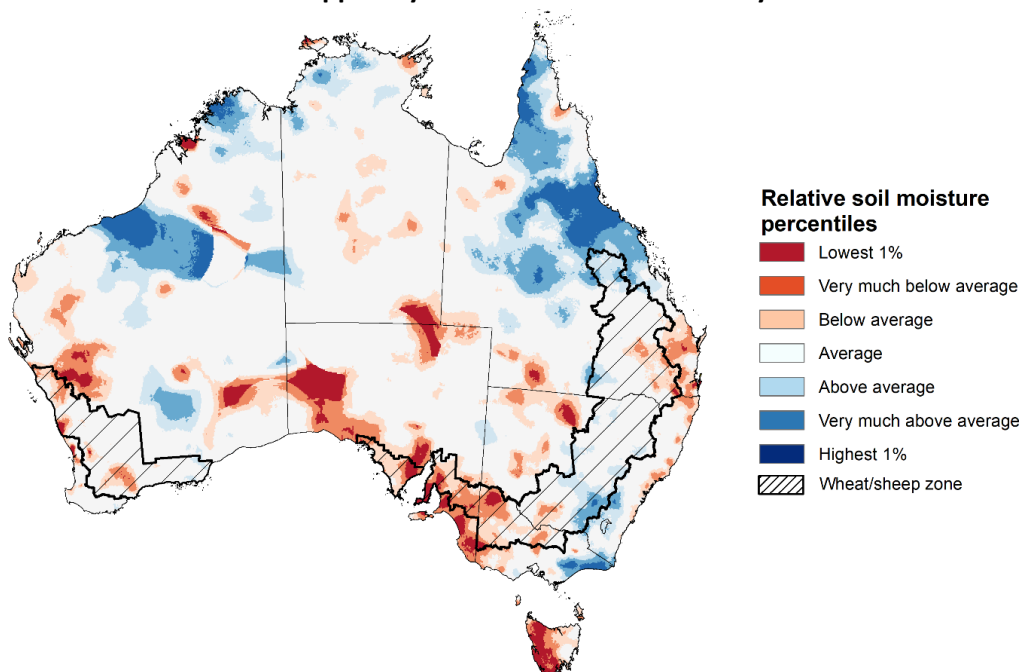 Relative soil moisture
percentiles
Lowest 1%
Very much below average
Below average
Average
Above average
Very much above average
Highest 1%
Wheat/sheep zone